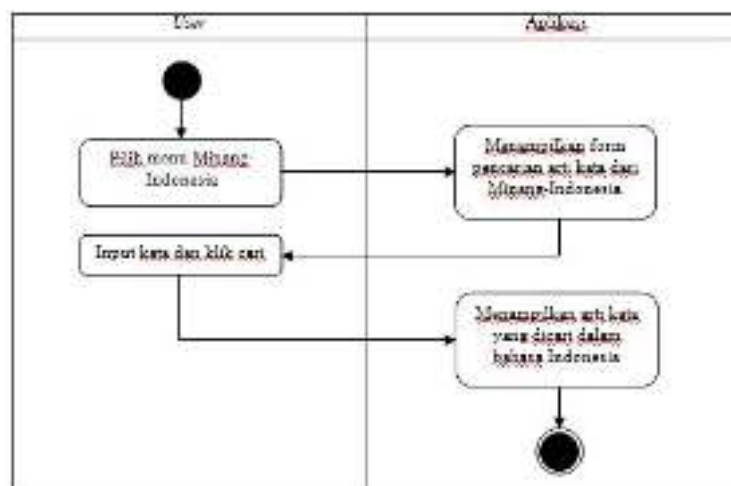 User
Aplikasi
Pilih menu Minang-
Indonesia
Menampilkan form
pencarian arti kata dari
Minang-Indonesia
Input kata dan klik cari
Menampilkan arti kata
yang dicari dalam
bahasa Indonesia